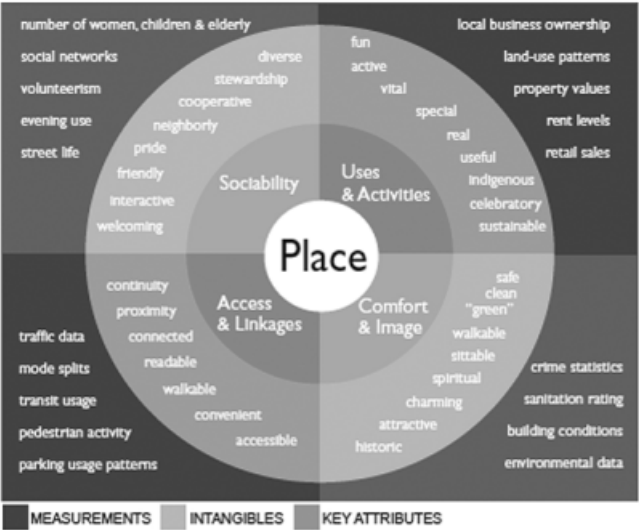 number of women, children & elderly
social networks
volunteerism
evening use
street life
diverse
stewardship
cooperative
neighborly
pride
friendly
interactive
welcoming
Sociability
local business ownership
land-use patterns
property values
rent levels
retail sales
fun
active
vital
special
real
useful
indigenous
celebratory
sustainable
Uses
& Activities
Place
continuity
proximity
connected
readable
walkable
convenient
accessible
Access
& Linkages
traffic data
mode splits
transit usage
pedestrian activity
parking usage patterns
Comfort
& Image
safe
clean
"green"
walkable
sittable
spiritual
charming
attractive
historic
crime statistics
sanitation rating
building conditions
environmental data
MEASUREMENTS
INTANGIBLES
KEY ATTRIBUTES